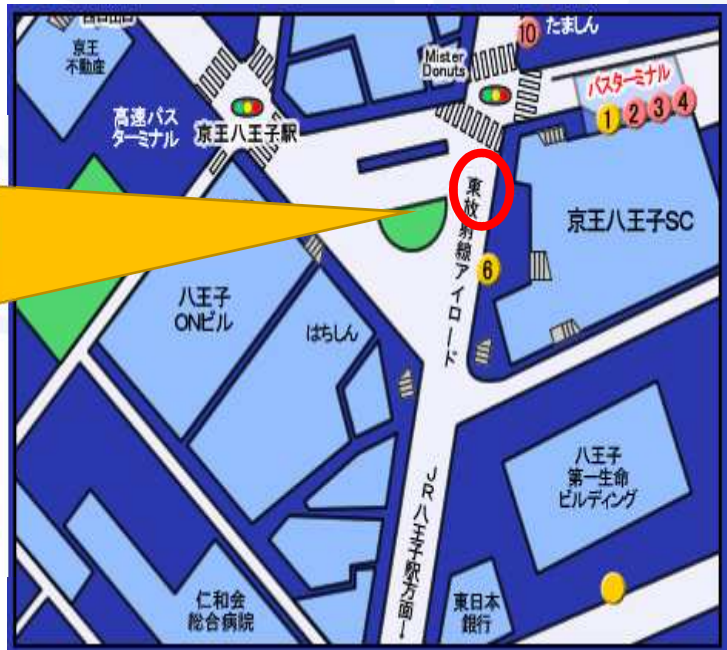 西口出口
京王
不動産
高速バス
ターミナル
京王八王子駅
Mister
Donuts
10
たましん
バスターミナル
1
2
3
4
京王八王子SC
東放射線アイロード
6
八王子
ONビル
はちしん
八王子
第一生命
ビルディング
JR八王子駅方面→
仁和会
総合病院
東日本
銀行